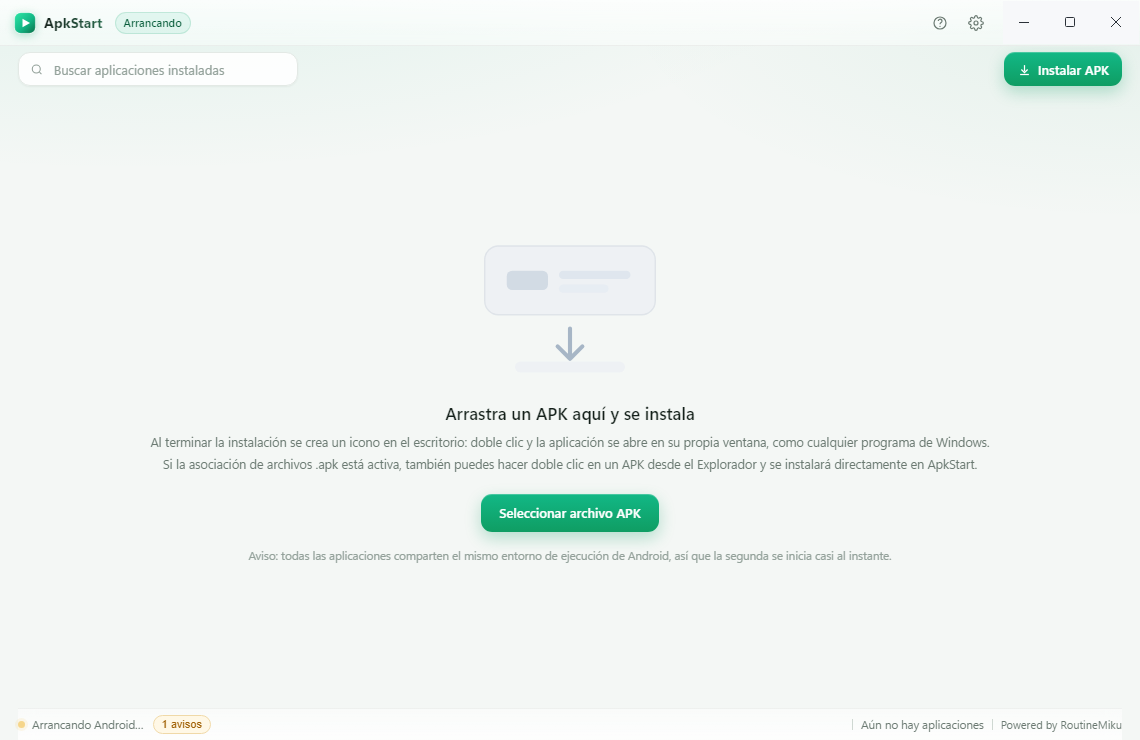 ApkStart Arrancando
Buscar aplicaciones instaladas
Instalar APK
Arrastra un APK aquí y se instala
Al terminar la instalación se crea un icono en el escritorio: doble clic y la aplicación se abre en su propia ventana, como cualquier programa de Windows.
Si la asociación de archivos .apk está activa, también puedes hacer doble clic en un APK desde el Explorador y se instalará directamente en ApkStart.
Seleccionar archivo APK
Aviso: todas las aplicaciones comparten el mismo entorno de ejecución de Android, así que la segunda se inicia casi al instante.
Arrancando Android... 1 avisos Aún no hay aplicaciones Powered by RoutineMiku